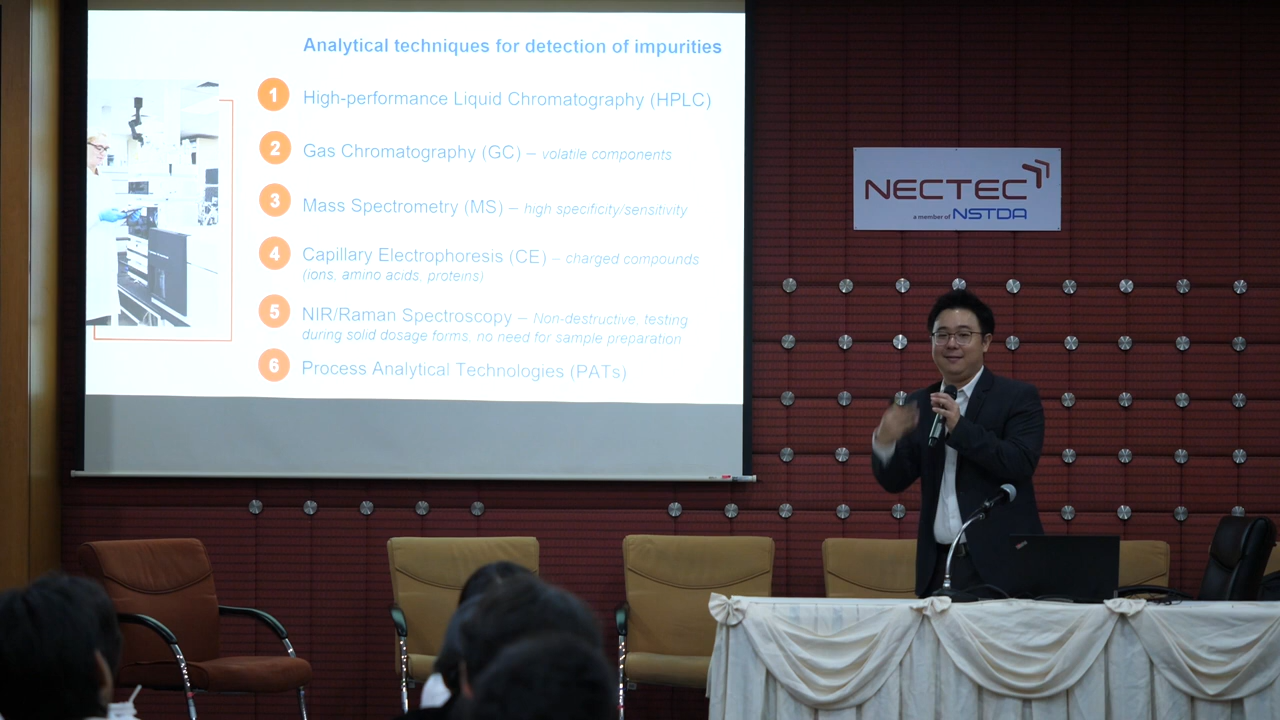 Analytical techniques for detection of impurities
1 High-performance Liquid Chromatography (HPLC)
2 Gas Chromatography (GC) – volatile components
3 Mass Spectrometry (MS) – high specificity/sensitivity
4 Capillary Electrophoresis (CE) – charged compounds
(ions, amino acids, proteins)
5 NIR/Raman Spectroscopy – Non-destructive, testing
during solid dosage forms, no need for sample preparation
6 Process Analytical Technologies (PATs)
NECTEC
a member of NSTDA